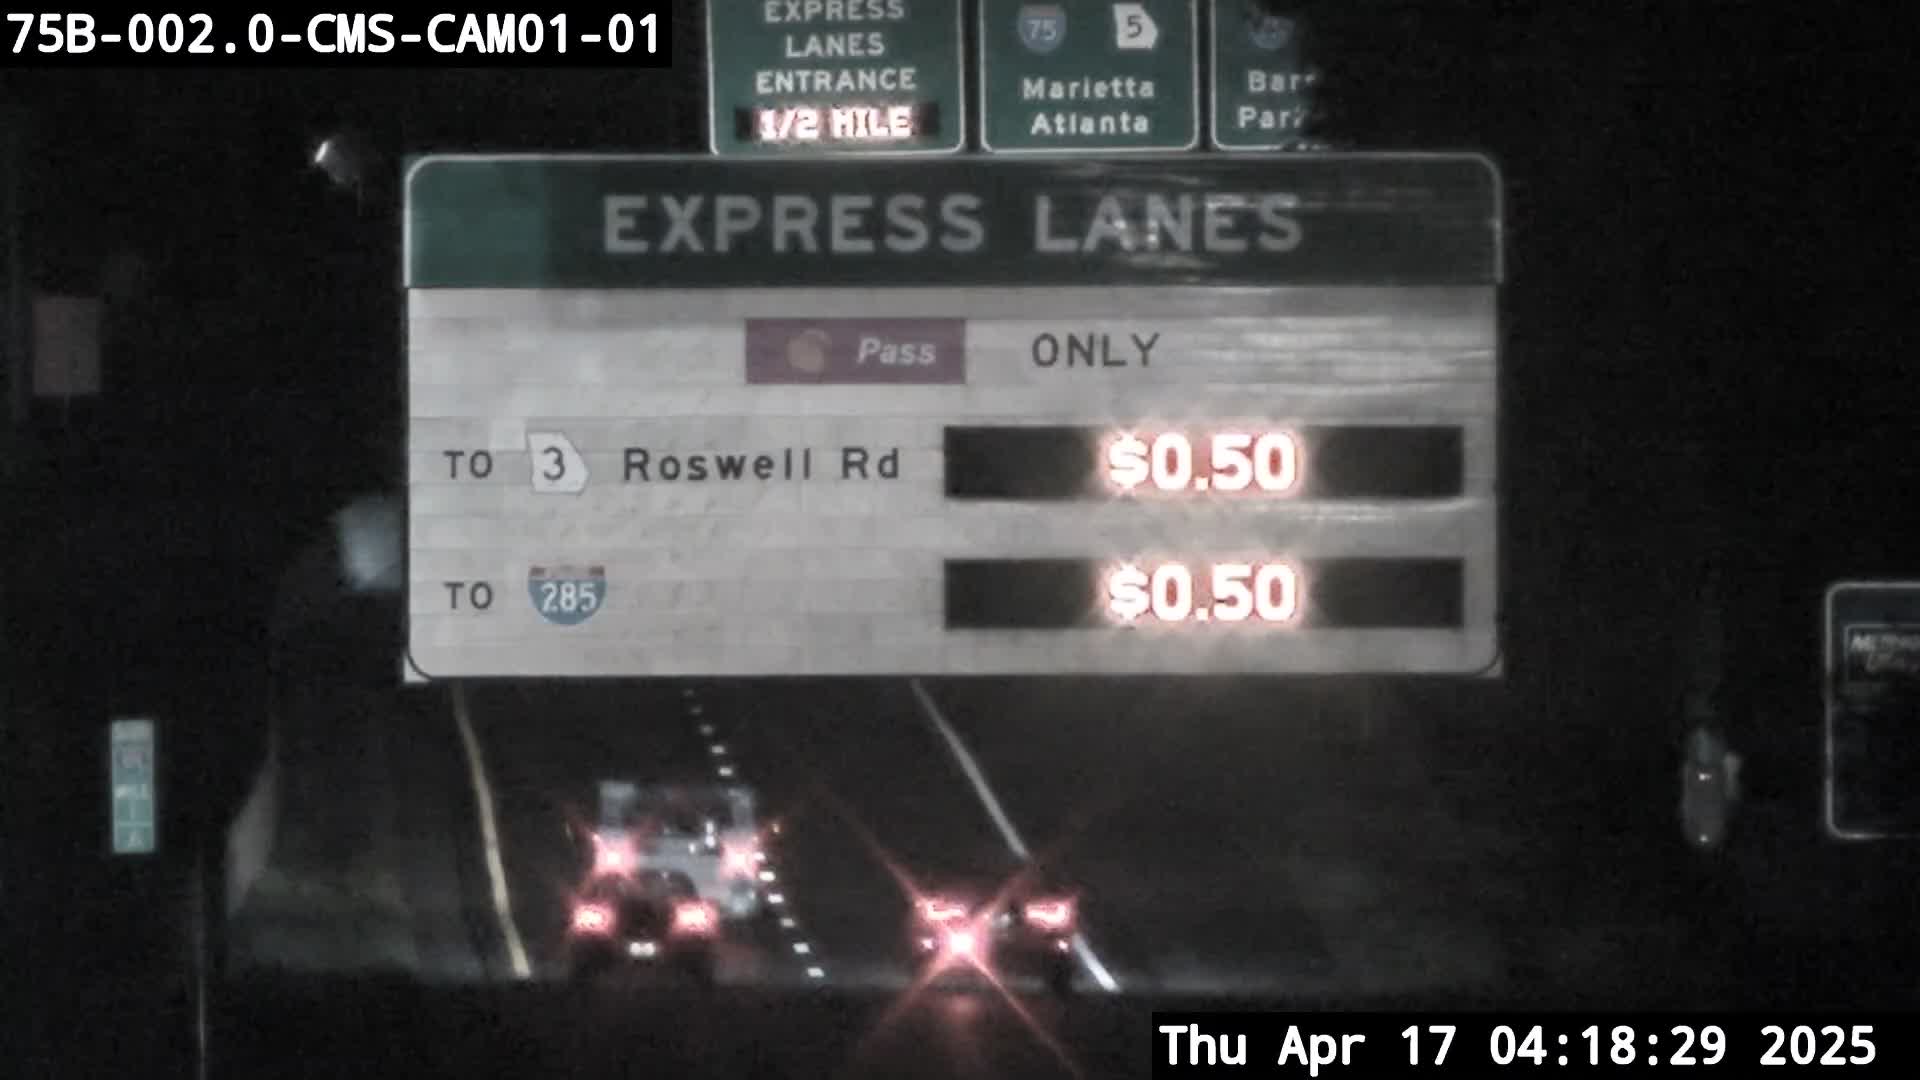 75B-002.0-CMS-CAM01-01
EXPRESS
LANES
ENTRANCE
1/2 MILE
75 5
Marietta
Atlanta
EXPRESS LANES
Pass ONLY
TO 3 Roswell Rd $0.50
TO 285 $0.50
Thu Apr 17 04:18:29 2025